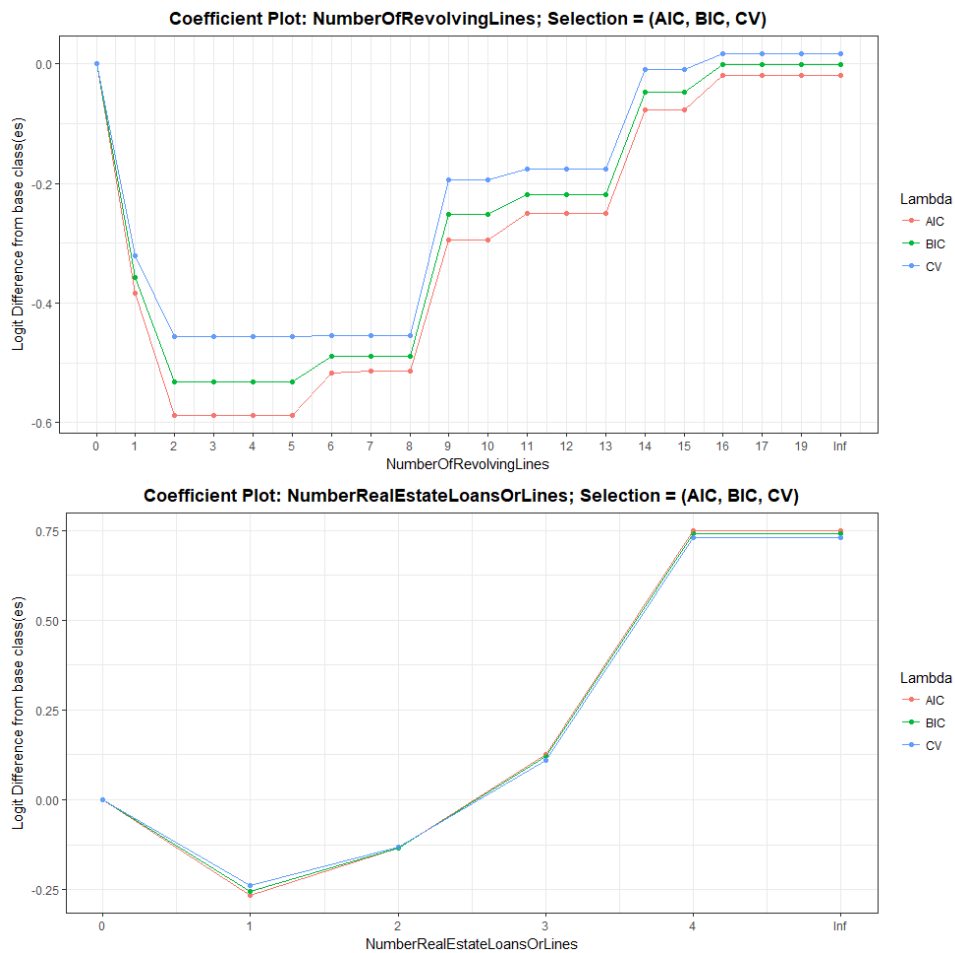 Coefficient Plot: NumberOfRevolvingLines; Selection = (AIC, BIC, CV)
Logit Difference from base class(es)
0.0
-0.2
-0.4
-0.6
0 1 2 3 4 5 6 7 8 9 10 11 12 13 14 15 16 17 19 Inf
NumberOfRevolvingLines
Lambda
AIC
BIC
CV
Coefficient Plot: NumberRealEstateLoansOrLines; Selection = (AIC, BIC, CV)
Logit Difference from base class(es)
0.75
0.50
0.25
0.00
-0.25
0 1 2 3 4 Inf
NumberRealEstateLoansOrLines
Lambda
AIC
BIC
CV